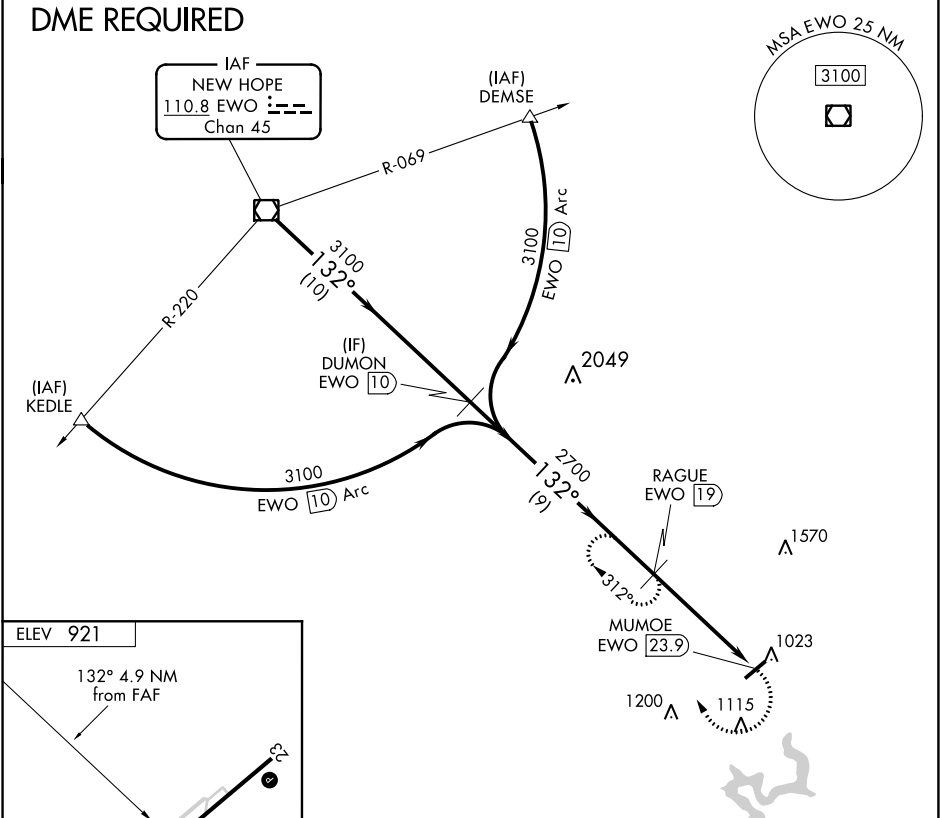 DME REQUIRED
IAF
NEW HOPE
110.8 EWO
Chan 45
(IAF)
DEMSE
MSA EWO 25 NM
3100
R-069
R-220
3100
132°
(10)
3100
EWO 10 Arc
(IF)
DUMON
EWO 10
2049
(IAF)
KEDLE
3100
EWO 10 Arc
2700
132°
(9)
RAGUE
EWO 19
1570
312°
MUMOE
EWO 23.9
1023
1200
1115
ELEV 921
132° 4.9 NM
from FAF
23
P